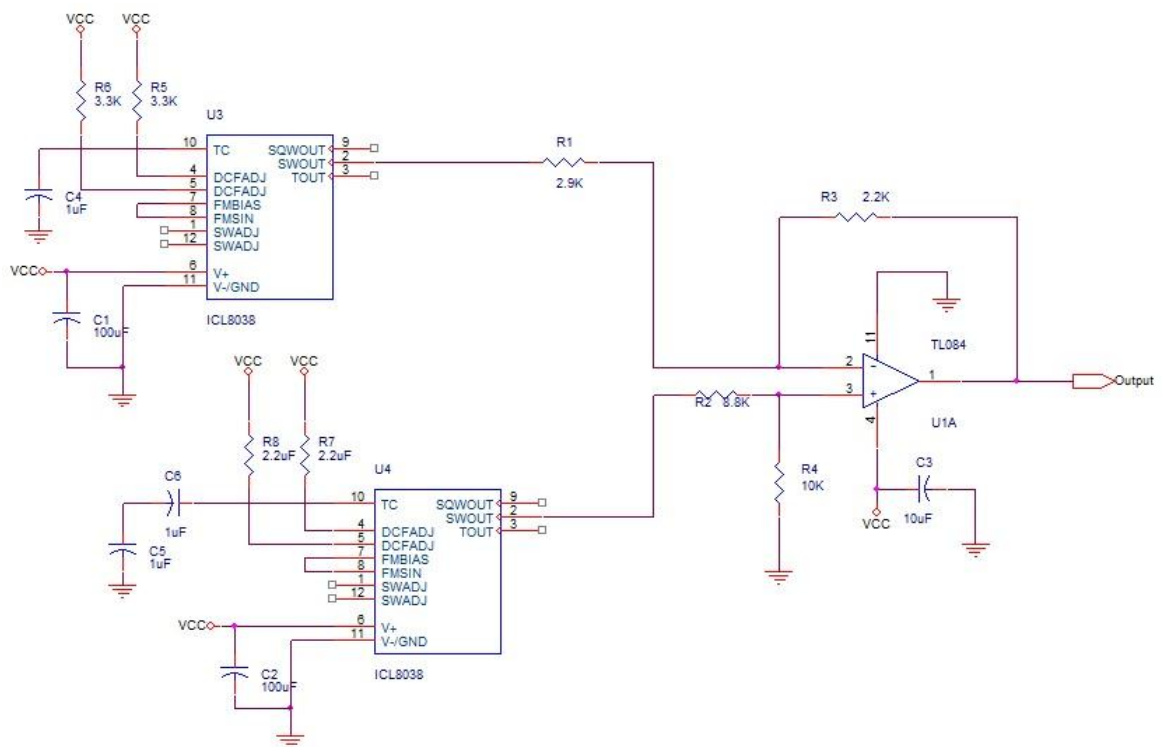 VCC VCC
R6
3.3K
R5
3.3K
U3
10 TC
4 DCFADJ
5 DCFADJ
7 FMBIAS
8 FMSIN
1 SWADJ
12 SWADJ
6 V+
11 V-/GND
SQWOUT 9
SWOUT 2
TOUT 3
ICL8038
C4
1uF
VCC
C1
100uF
R1
2.9K
R3 2.2K
11
TL084
2 -
3 +
1
Output
U1A
4
R2 8.8K
R4
10K
C3
10uF
VCC
VCC VCC
R8
2.2uF
R7
2.2uF
U4
C6
1uF
C5
1uF
10 TC
4 DCFADJ
5 DCFADJ
7 FMBIAS
8 FMSIN
1 SWADJ
12 SWADJ
6 V+
11 V-/GND
SQWOUT 9
SWOUT 2
TOUT 3
ICL8038
VCC
C2
100uF